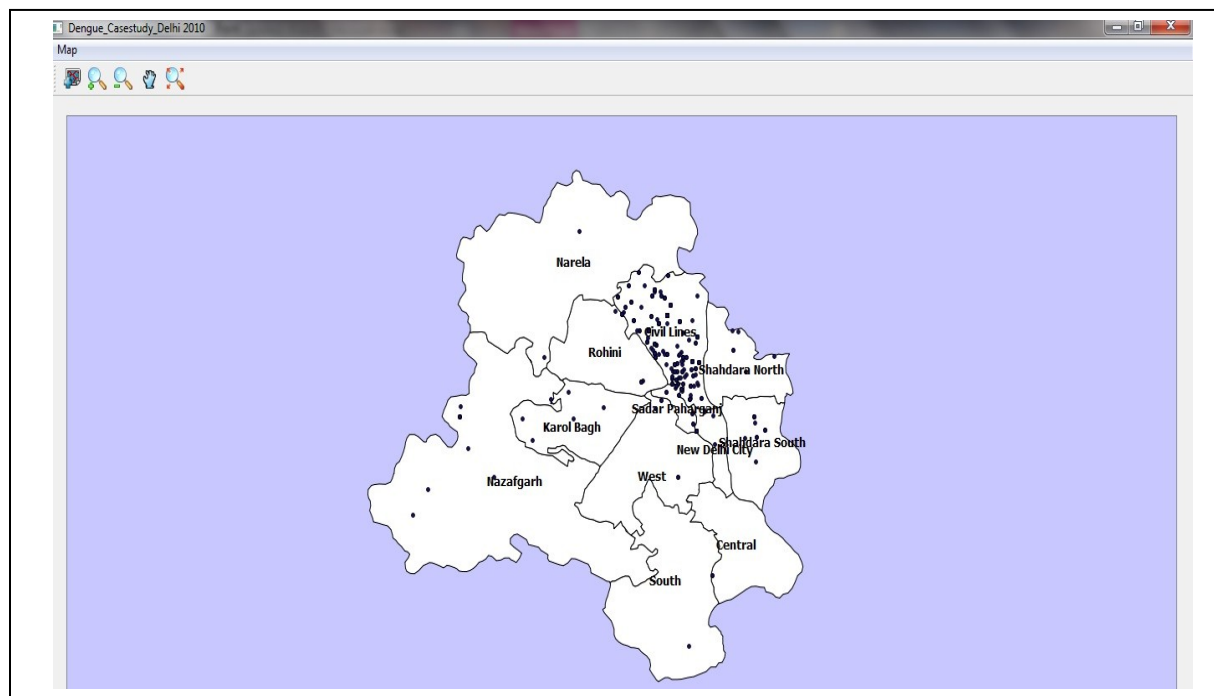 Dengue_Casestudy_Delhi 2010
Map
Narela
Civil Lines
Rohini
Shahdara North
Sadar Paharganj
Karol Bagh
Shahdara South
New Delhi City
West
Nazafgarh
Central
South